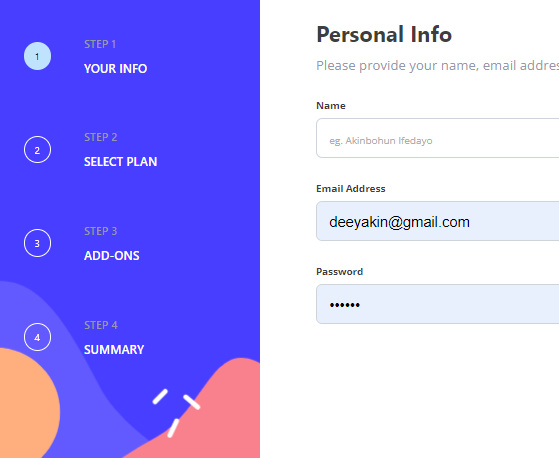 1
STEP 1
YOUR INFO
2
STEP 2
SELECT PLAN
3
STEP 3
ADD-ONS
4
STEP 4
SUMMARY
Personal Info
Please provide your name, email
Name
eg. Akinbohun Ifedayo
Email Address
deeyakin@gmail.com
Password
••••••